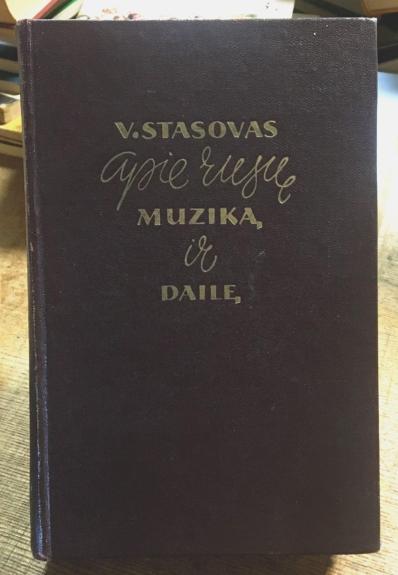 V. STASOVAS
apie rusų
MUZIKĄ
ir
DAILĘ